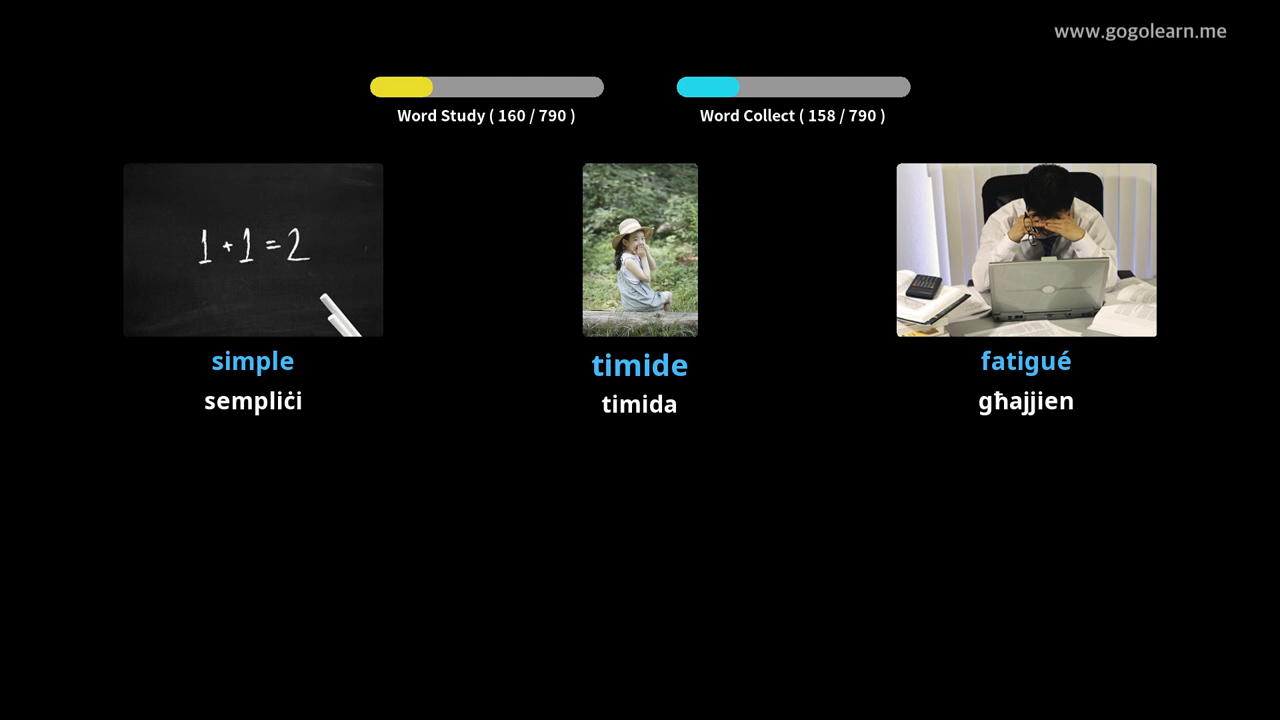 www.gogolearn.me
Word Study ( 160 / 790 )
Word Collect ( 158 / 790 )
1 + 1 = 2
simple
timide
fatigué
sempliċi
timida
għajjien